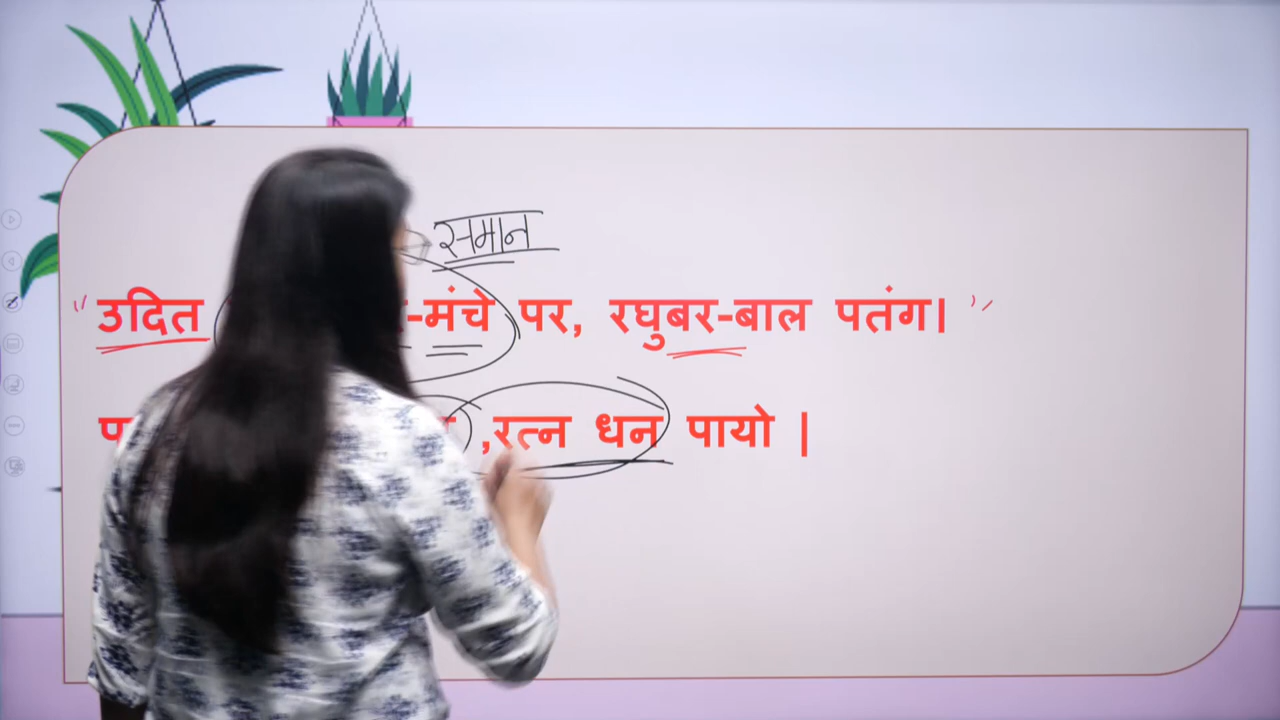 समान
" उदित -मंचे पर, रघुबर-बाल पतंग। "
,रत्न धन पायो |